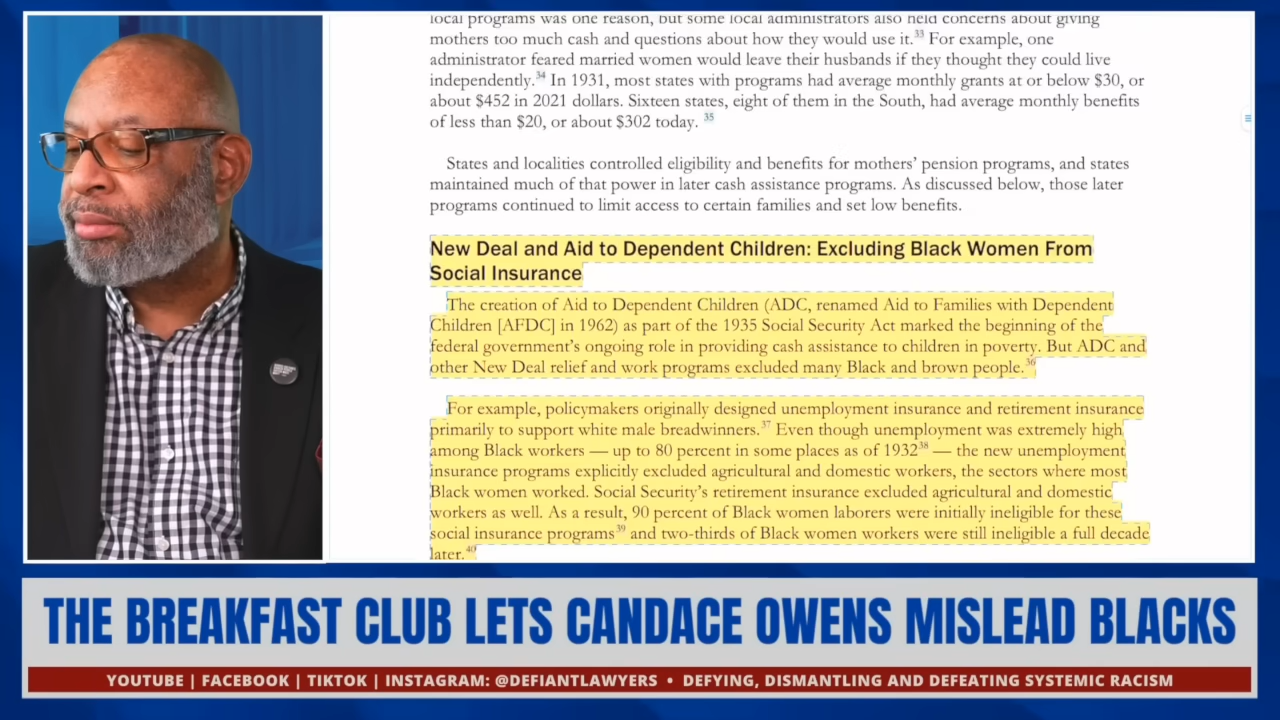 local programs was one reason, but some local administrators also held concerns about giving
mothers too much cash and questions about how they would use it.33 For example, one
administrator feared married women would leave their husbands if they thought they could live
independently.34 In 1931, most states with programs had average monthly grants at or below $30, or
about $452 in 2021 dollars. Sixteen states, eight of them in the South, had average monthly benefits
of less than $20, or about $302 today. 35
States and localities controlled eligibility and benefits for mothers' pension programs, and states
maintained much of that power in later cash assistance programs. As discussed below, those later
programs continued to limit access to certain families and set low benefits.
New Deal and Aid to Dependent Children: Excluding Black Women From
Social Insurance
The creation of Aid to Dependent Children (ADC, renamed Aid to Families with Dependent
Children [AFDC] in 1962) as part of the 1935 Social Security Act marked the beginning of the
federal government's ongoing role in providing cash assistance to children in poverty. But ADC and
other New Deal relief and work programs excluded many Black and brown people.36
For example, policymakers originally designed unemployment insurance and retirement insurance
primarily to support white male breadwinners.37 Even though unemployment was extremely high
among Black workers — up to 80 percent in some places as of 193238 — the new unemployment
insurance programs explicitly excluded agricultural and domestic workers, the sectors where most
Black women worked. Social Security's retirement insurance excluded agricultural and domestic
workers as well. As a result, 90 percent of Black women laborers were initially ineligible for these
social insurance programs39 and two-thirds of Black women workers were still ineligible a full decade
later.40
THE BREAKFAST CLUB LETS CANDACE OWENS MISLEAD BLACKS
YOUTUBE | FACEBOOK | TIKTOK | INSTAGRAM: @DEFIANTLAWYERS • DEFYING, DISMANTLING AND DEFEATING SYSTEMIC RACISM